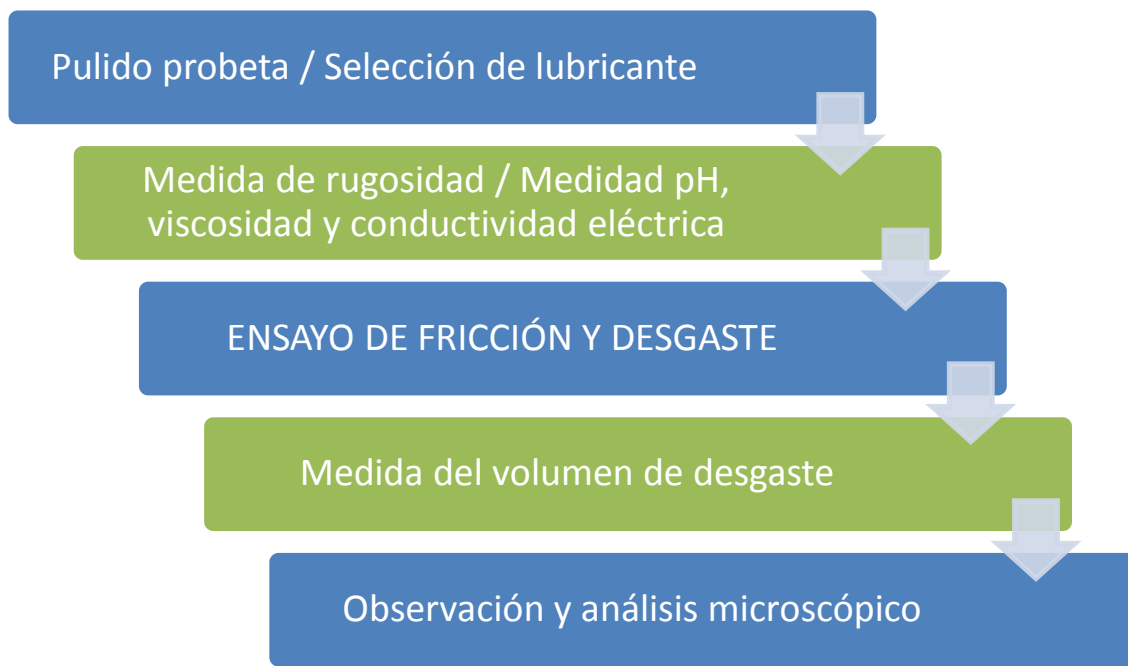 Pulido probeta / Selección de lubricante
Medida de rugosidad / Medidad pH,
viscosidad y conductividad eléctrica
ENSAYO DE FRICCIÓN Y DESGASTE
Medida del volumen de desgaste
Observación y análisis microscópico